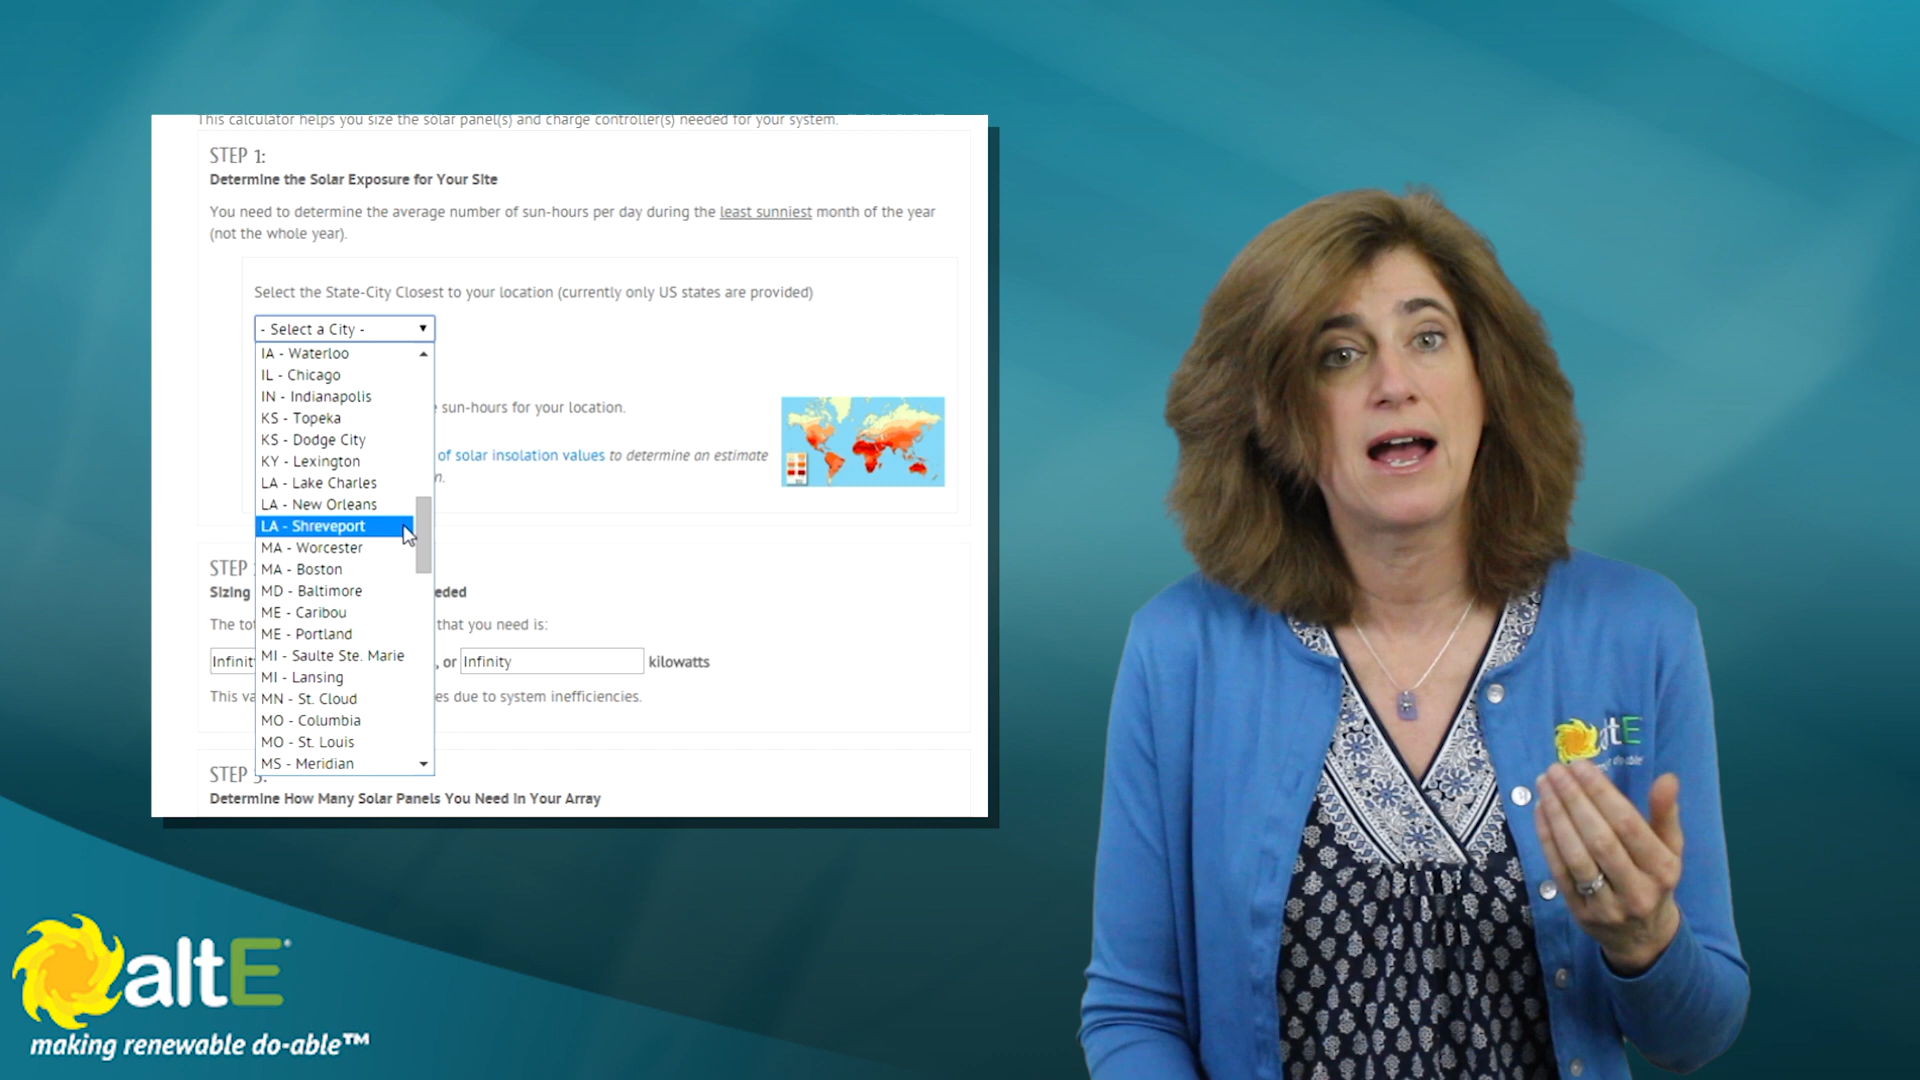 This calculator helps you size the solar panel(s) and charge controller(s) needed for your system.
STEP 1:
Determine the Solar Exposure for Your Site
You need to determine the average number of sun-hours per day during the least sunniest month of the year
(not the whole year).
Select the State-City Closest to your location (currently only US states are provided)
- Select a City -
IA - Waterloo
IL - Chicago
IN - Indianapolis
KS - Topeka
KS - Dodge City
KY - Lexington
LA - Lake Charles
LA - New Orleans
LA - Shreveport
MA - Worcester
MA - Boston
MD - Baltimore
ME - Caribou
ME - Portland
MI - Saulte Ste. Marie
MI - Lansing
MN - St. Cloud
MO - Columbia
MO - St. Louis
MS - Meridian
sun-hours for your location.
of solar insolation values to determine an estimate
STEP
Sizing
The
that you need is:
, or Infinity kilowatts
This
due to system inefficiencies.
STEP 3:
Determine How Many Solar Panels You Need In Your Array
altE
altE
making renewable do-able™